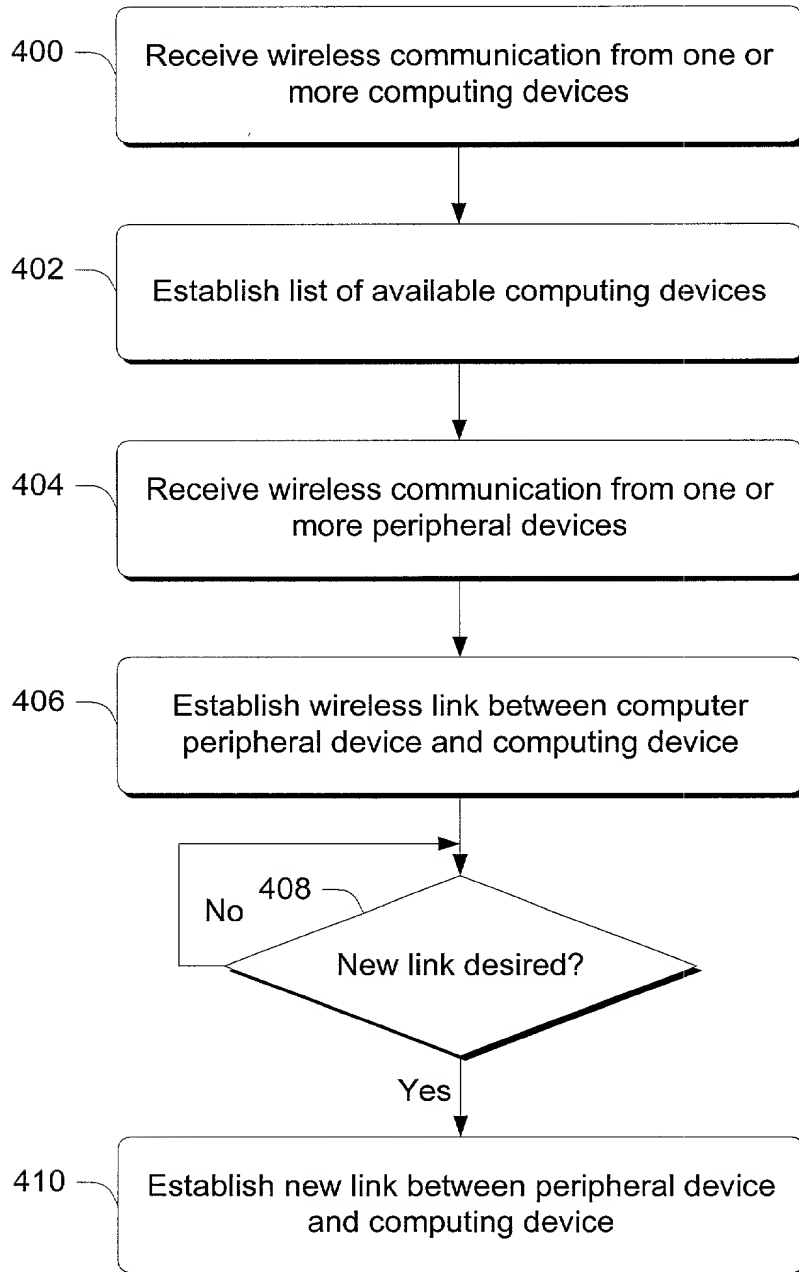 400
Receive wireless communication from one or
more computing devices
402
Establish list of available computing devices
404
Receive wireless communication from one or
more peripheral devices
406
Establish wireless link between computer
peripheral device and computing device
408
No
New link desired?
Yes
410
Establish new link between peripheral device
and computing device